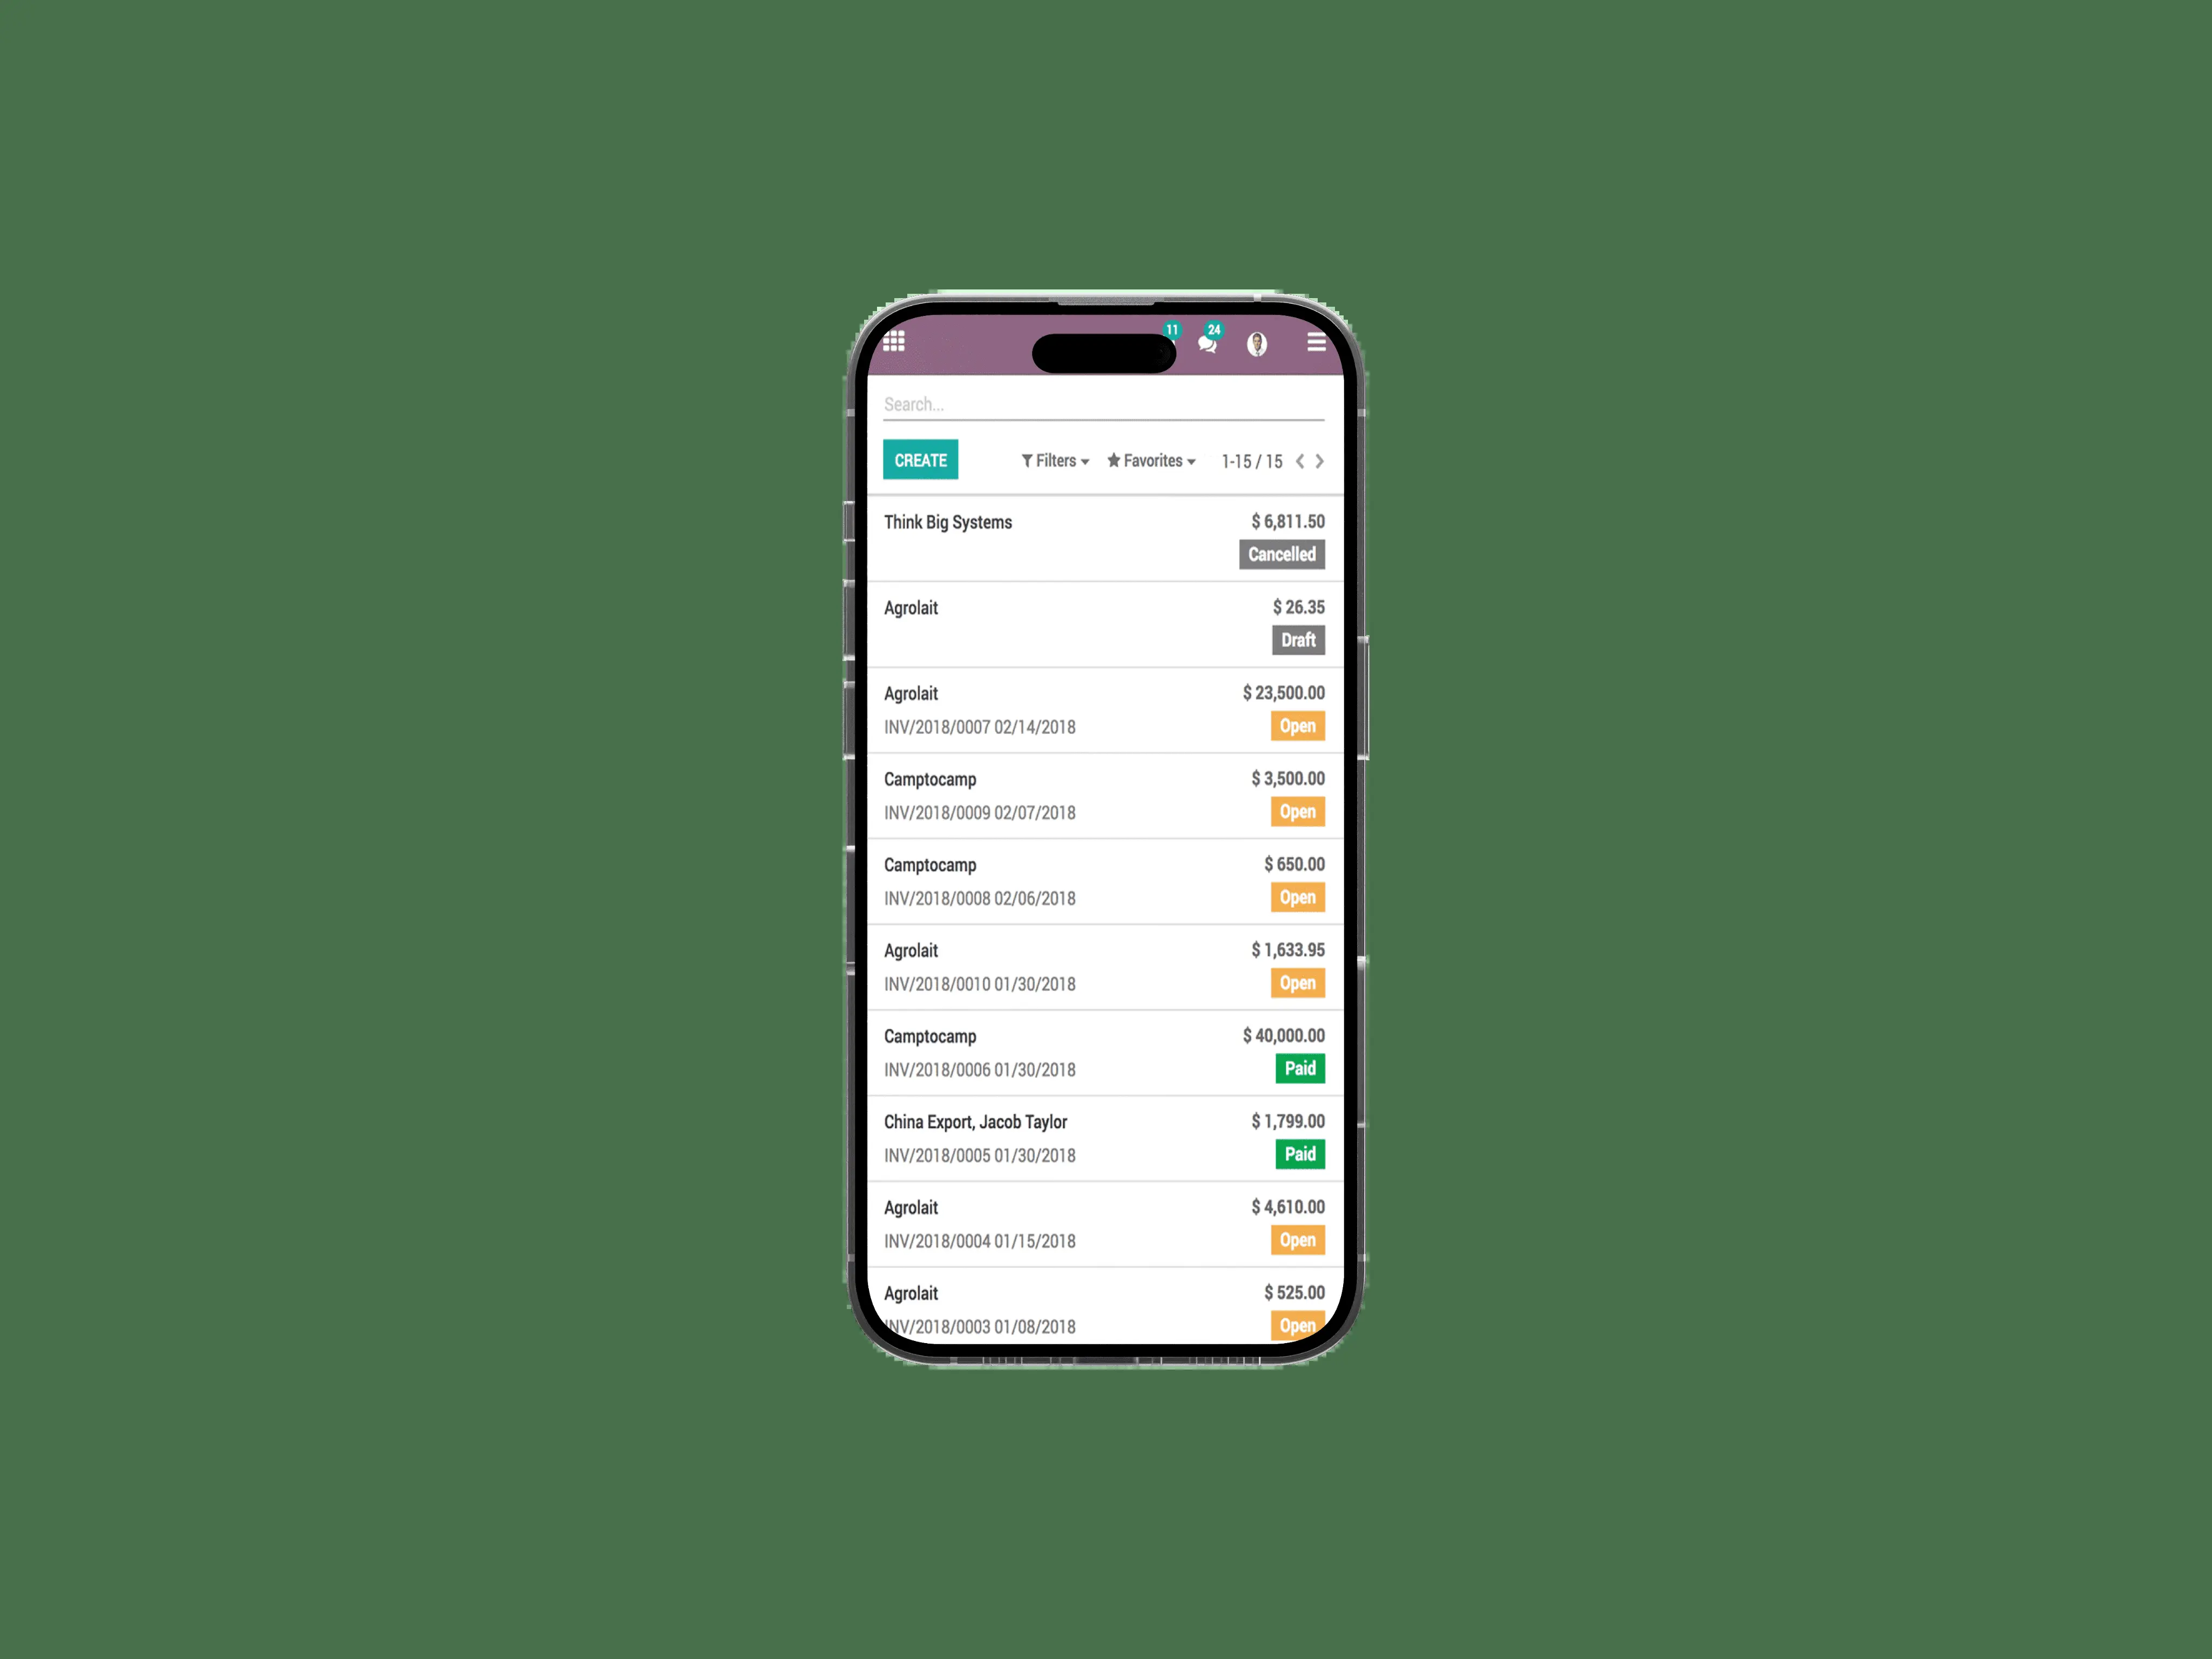 11 24
Search...
CREATE Filters Favorites 1-15 / 15
Think Big Systems $ 6,811.50
Cancelled
Agrolait $ 26.35
Draft
Agrolait $ 23,500.00
INV/2018/0007 02/14/2018 Open
Camptocamp $ 3,500.00
INV/2018/0009 02/07/2018 Open
Camptocamp $ 650.00
INV/2018/0008 02/06/2018 Open
Agrolait $ 1,633.95
INV/2018/0010 01/30/2018 Open
Camptocamp $ 40,000.00
INV/2018/0006 01/30/2018 Paid
China Export, Jacob Taylor $ 1,799.00
INV/2018/0005 01/30/2018 Paid
Agrolait $ 4,610.00
INV/2018/0004 01/15/2018 Open
Agrolait $ 525.00
INV/2018/0003 01/08/2018 Open